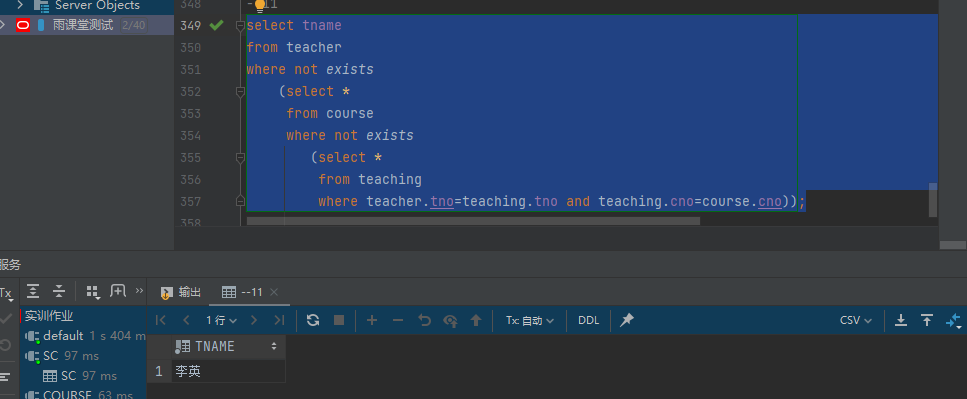 Server Objects
雨课堂测试 2/40
348
349 select tname
350 from teacher
351 where not exists
352 (select *
353 from course
354 where not exists
355 (select *
356 from teaching
357 where teacher.tno=teaching.tno and teaching.cno=course.cno));
358
服务
Tx
输出
--11
实训作业
default 1 s 404 m
SC 97 ms
SC 97 ms
COURSE 63 ms
1 行
Tx: 自动
DDL
CSV
TNAME
1 李英